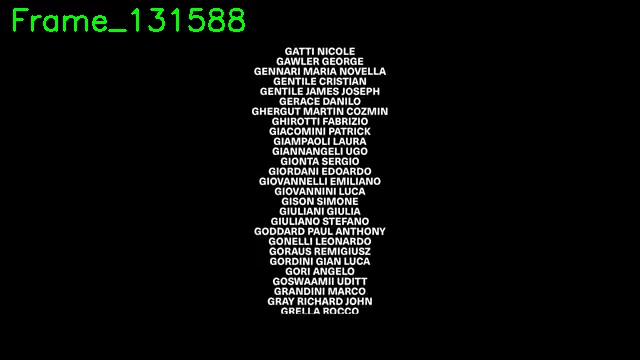 Frame_131588
GATTI NICOLE
GAWLER GEORGE
GENNARI MARIA NOVELLA
GENTILE CRISTIAN
GENTILE JAMES JOSEPH
GERACE DANILO
GHERGUT MARTIN COZMIN
GHIROTTI FABRIZIO
GIACOMINI PATRICK
GIAMPAOLI LAURA
GIANNANGELI UGO
GIONTA SERGIO
GIORDANI EDOARDO
GIOVANNELLI EMILIANO
GIOVANNINI LUCA
GISON SIMONE
GIULIANI GIULIA
GIULIANO STEFANO
GODDARD PAUL ANTHONY
GONELLI LEONARDO
GORAUS REMIGIUSZ
GORDINI GIAN LUCA
GORI ANGELO
GOSWAAMII UDITT
GRANDINI MARCO
GRAY RICHARD JOHN
GRELLA ROCCO